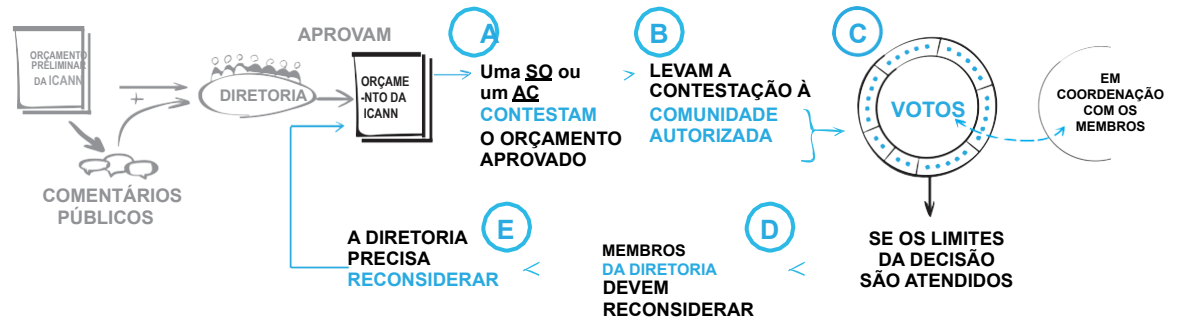 ORÇAMENTO
PRELIMINAR
DA ICANN
+
COMENTÁRIOS
PÚBLICOS
DIRETORIA
APROVAM
ORÇAME
-NTO DA
ICANN
A
Uma SO ou
um AC
CONTESTAM
O ORÇAMENTO
APROVADO
B
LEVAM A
CONTESTAÇÃO À
COMUNIDADE
AUTORIZADA
C
VOTOS
EM
COORDENAÇÃO
COM OS
MEMBROS
SE OS LIMITES
DA DECISÃO
SÃO ATENDIDOS
D
MEMBROS
DA DIRETORIA
DEVEM
RECONSIDERAR
E
A DIRETORIA
PRECISA
RECONSIDERAR